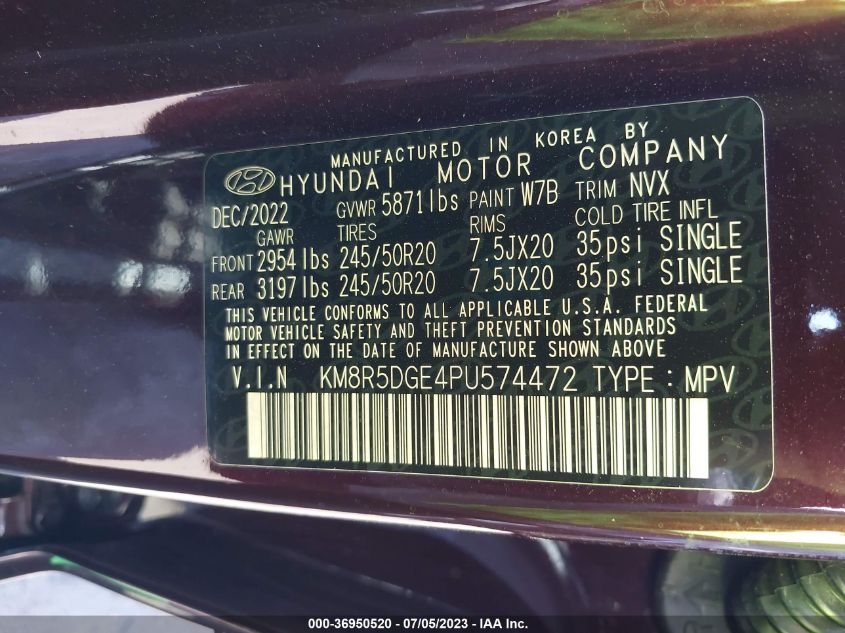 MANUFACTURED IN KOREA BY
HYUNDAI MOTOR COMPANY
DEC/2022 GVWR 5871lbs PAINT W7B TRIM NVX
GAWR TIRES RIMS COLD TIRE INFL
FRONT 2954 lbs 245/50R20 7.5JX20 35psi SINGLE
REAR 3197 lbs 245/50R20 7.5JX20 35psi SINGLE
THIS VEHICLE CONFORMS TO ALL APPLICABLE U.S.A. FEDERAL
MOTOR VEHICLE SAFETY AND THEFT PREVENTION STANDARDS
IN EFFECT ON THE DATE OF MANUFACTURE SHOWN ABOVE
V.I.N KM8R5DGE4PU574472 TYPE : MPV
000-36950520 - 07/05/2023 - IAA Inc.